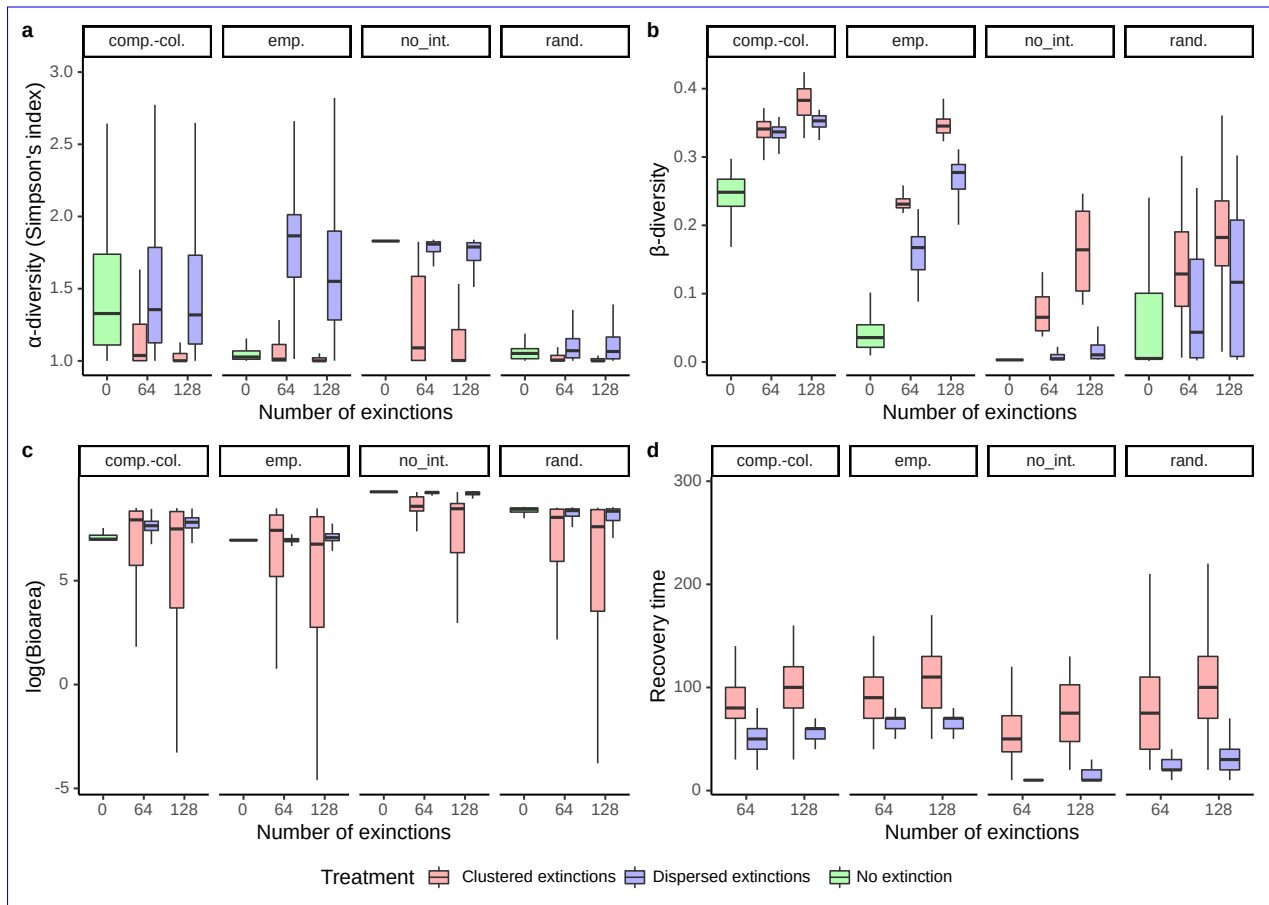 a
comp.-col. emp. no_int. rand.
α-diversity (Simpson's index)
3.0
2.5
2.0
1.5
1.0
0 64 128 0 64 128 0 64 128 0 64 128
Number of extinctions
b
comp.-col. emp. no_int. rand.
β-diversity
0.4
0.3
0.2
0.1
0.0
0 64 128 0 64 128 0 64 128 0 64 128
Number of extinctions
c
comp.-col. emp. no_int. rand.
log(Bioarea)
5
0
-5
0 64 128 0 64 128 0 64 128 0 64 128
Number of extinctions
d
comp.-col. emp. no_int. rand.
Recovery time
300
200
100
0
64 128 64 128 64 128 64 128
Number of extinctions
Treatment Clustered extinctions Dispersed extinctions No extinction